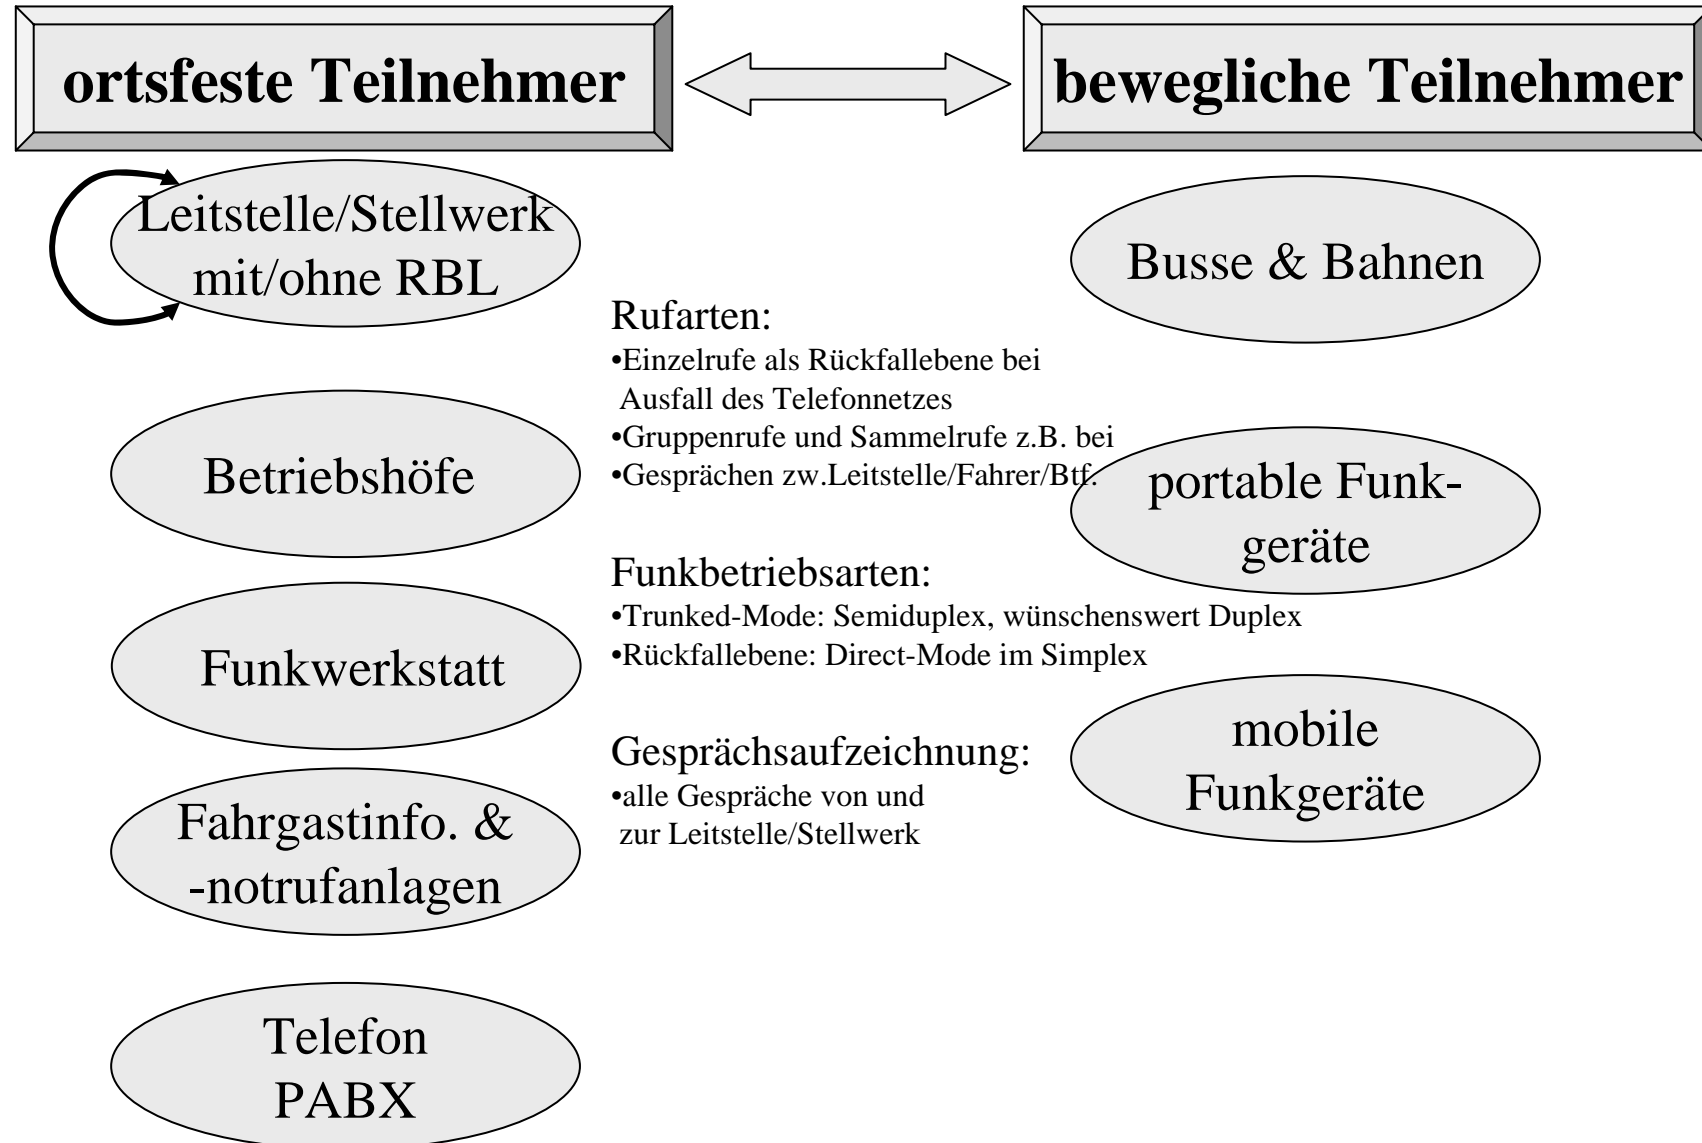 ortsfeste Teilnehmer
bewegliche Teilnehmer
Leitstelle/Stellwerk
mit/ohne RBL
Betriebshöfe
Funkwerkstatt
Fahrgastinfo. &
-notrufanlagen
Telefon
PABX
Rufarten:
•Einzelrufe als Rückfallebene bei
Ausfall des Telefonnetzes
•Gruppenrufe und Sammelrufe z.B. bei
•Gesprächen zw.Leitstelle/Fahrer/Btf.
Funkbetriebsarten:
•Trunked-Mode: Semiduplex, wünschenswert Duplex
•Rückfallebene: Direct-Mode im Simplex
Gesprächsaufzeichnung:
•alle Gespräche von und
zur Leitstelle/Stellwerk
Busse & Bahnen
portable Funk-
geräte
mobile
Funkgeräte